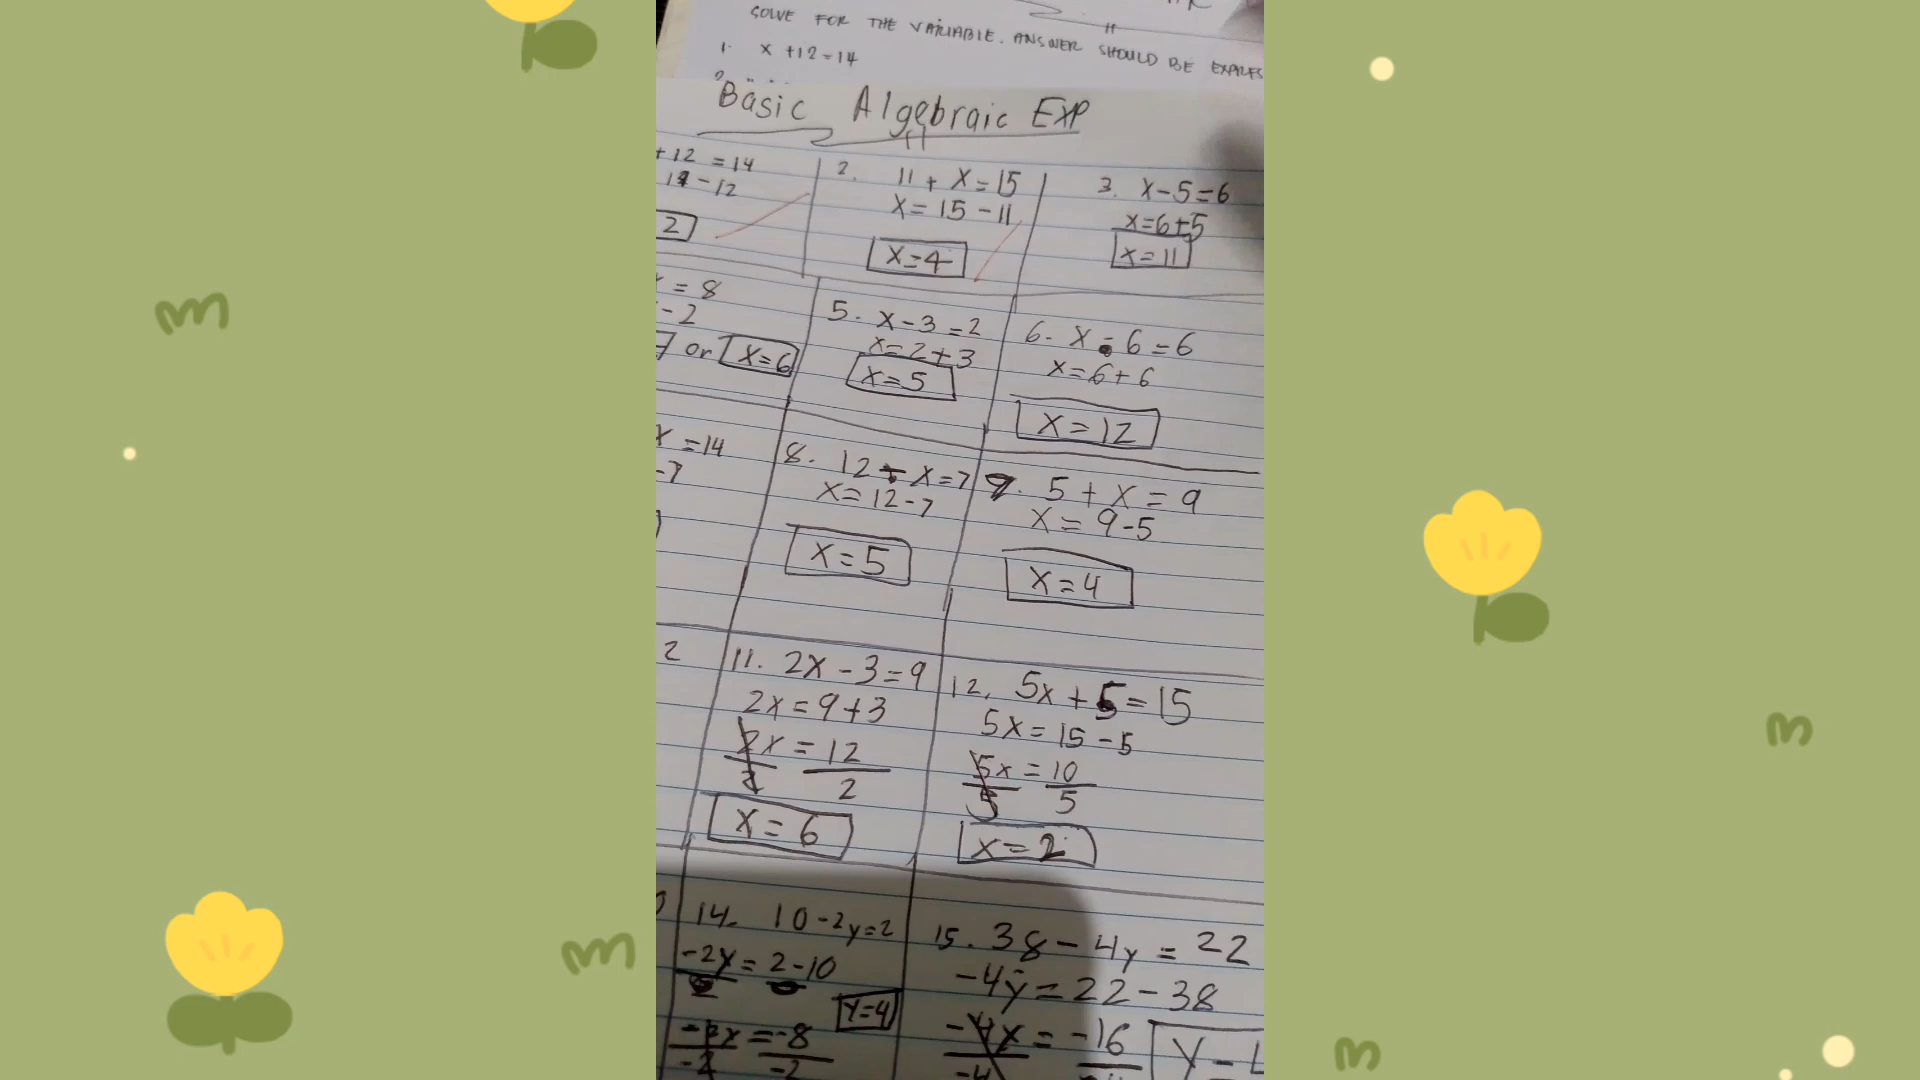 SOLVE FOR THE VARIABLE. ANSWER SHOULD BE EXPRES
1. x +12=14
Basic Algebraic EXP
+ 12 = 14
14 - 12
2
2. 11 + x = 15
x = 15 - 11
x = 4
3. x - 5 = 6
x = 6 + 5
x = 11
= 8
- 2
or x = 6
5. x - 3 = 2
x = 2 + 3
x = 5
6. x - 6 = 6
x = 6 + 6
x = 12
x = 14
-7
8. 12 - x = 7
x = 12 - 7
x = 5
9. 5 + x = 9
x = 9 - 5
x = 4
2
11. 2x - 3 = 9
2x = 9 + 3
2x = 12
2 2
x = 6
12. 5x + 5 = 15
5x = 15 - 5
5x = 10
5 5
x = 2
14. 10 - 2y = 2
-2y = 2 - 10
y = 4
-2x = -8
-2 -2
15. 38 - 4y = 22
-4y = 22 - 38
-4x = -16
-4